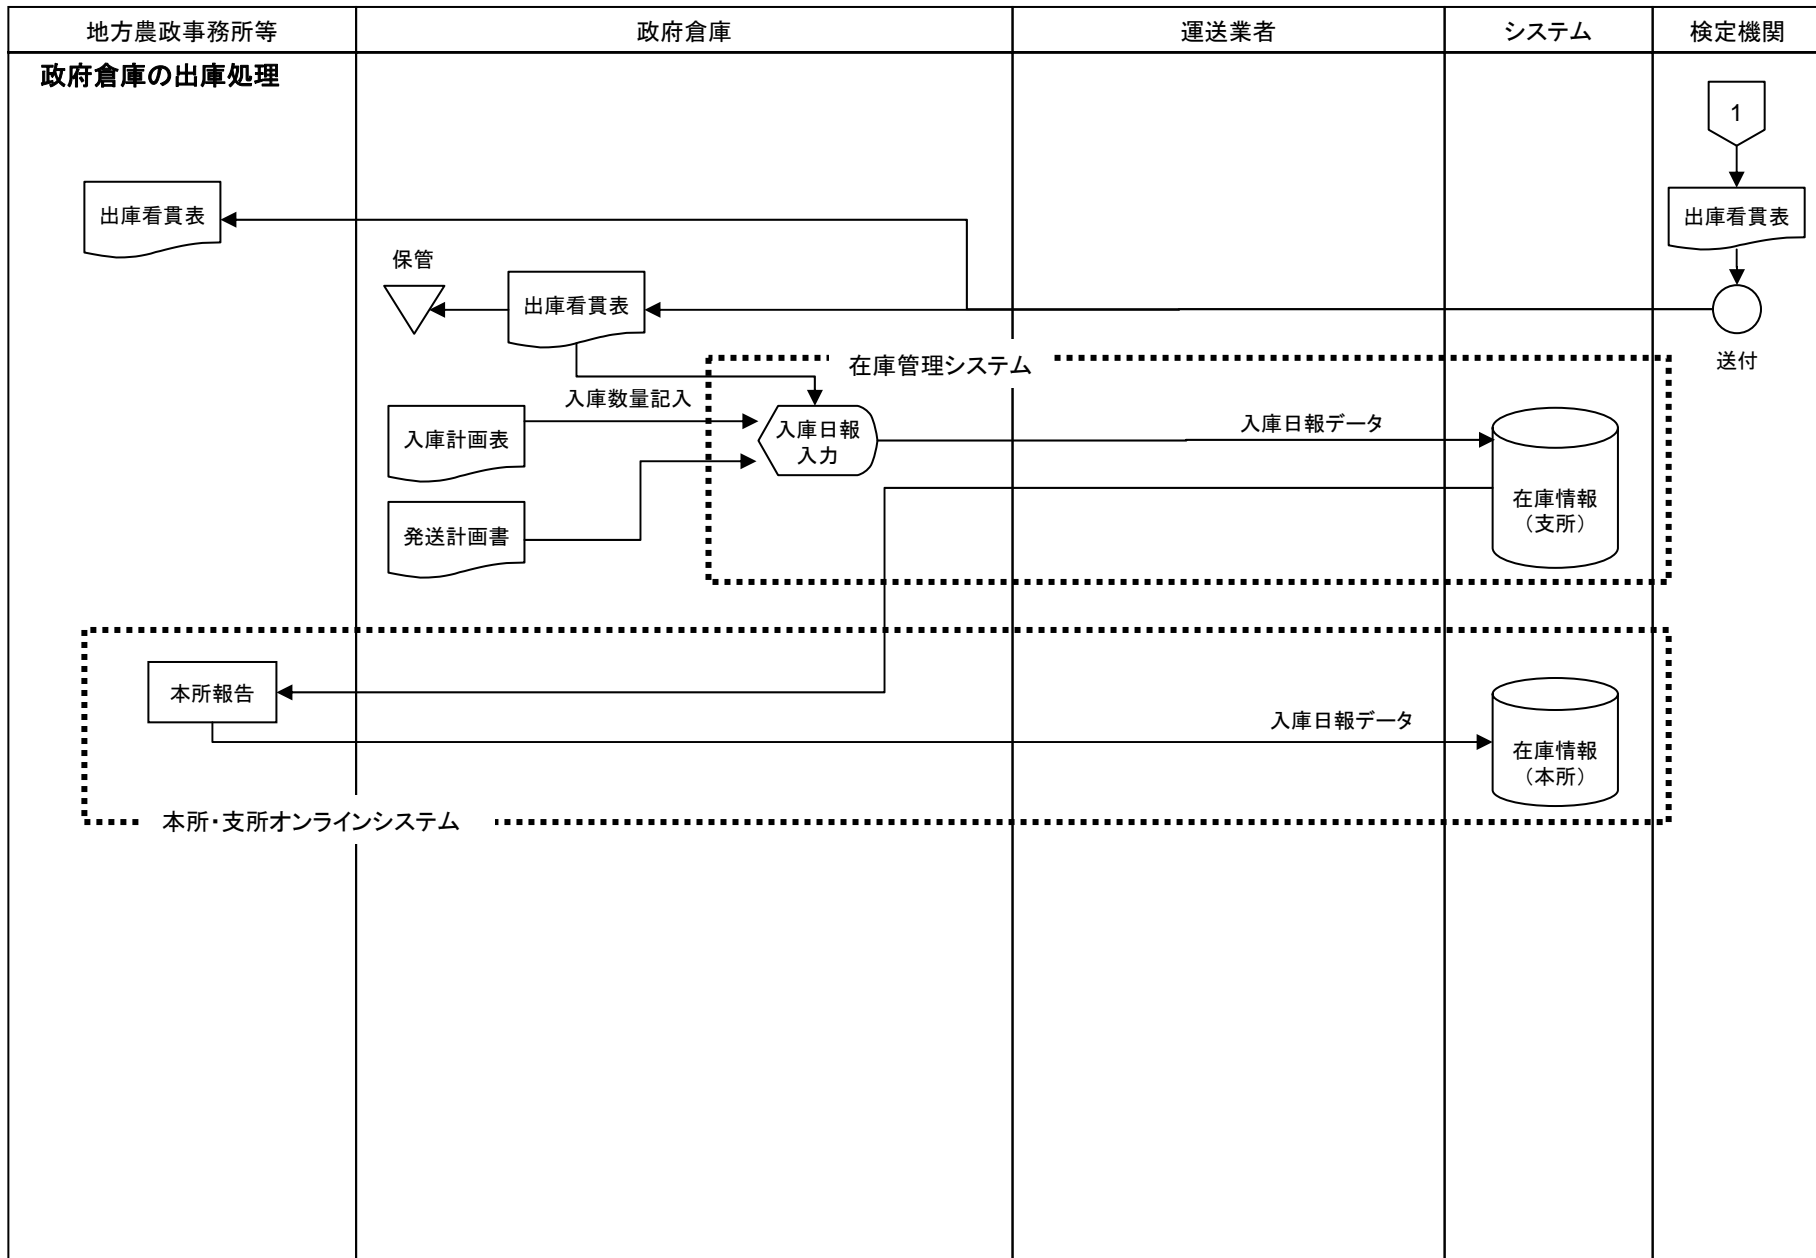 地方農政事務所等
政府倉庫
運送業者
システム
検定機関
政府倉庫の出庫処理
1
出庫看貫表
出庫看貫表
保管
出庫看貫表
送付
在庫管理システム
入庫数量記入
入庫計画表
入庫日報
入力
入庫日報データ
在庫情報
（支所）
発送計画書
本所報告
入庫日報データ
在庫情報
（本所）
本所・支所オンラインシステム